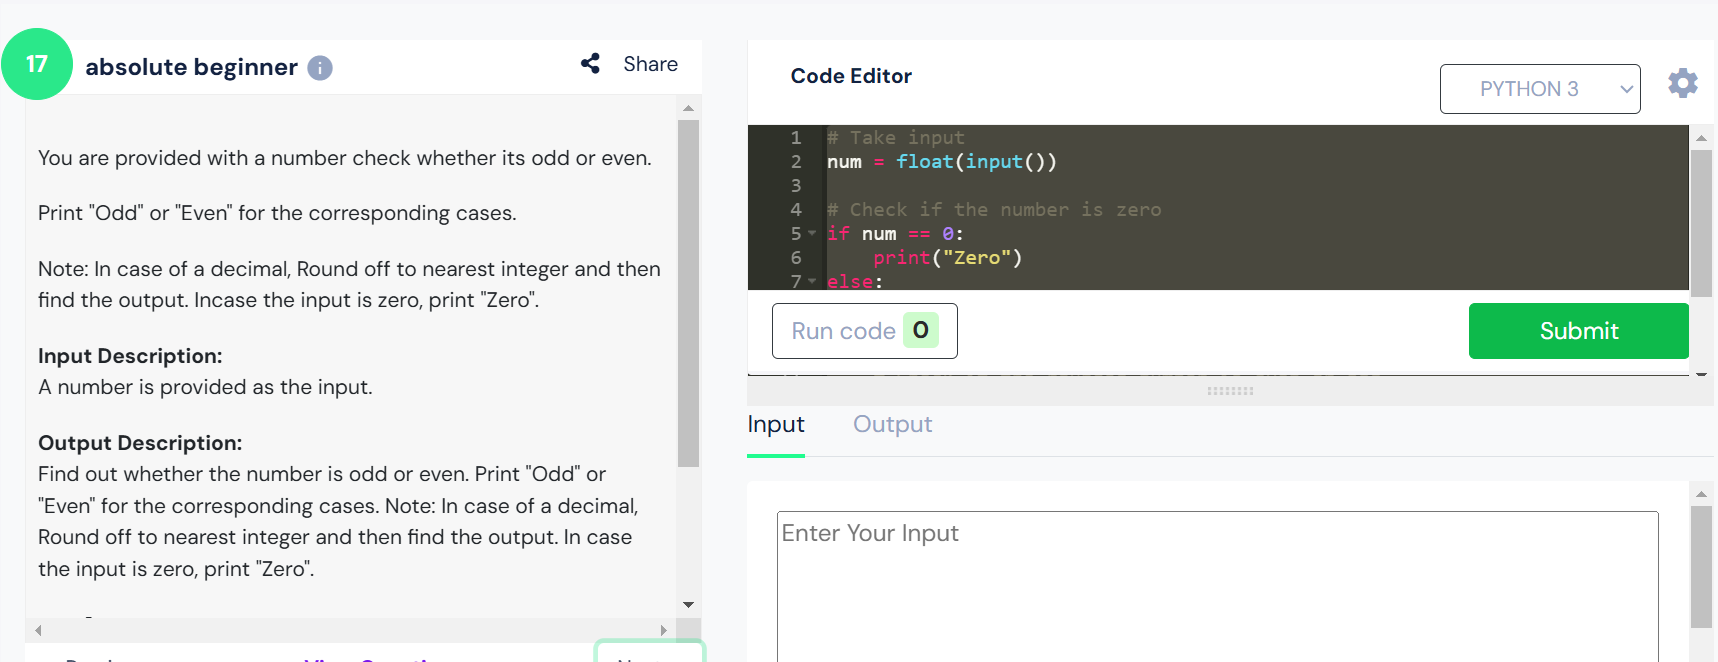 17
absolute beginner
Share
You are provided with a number check whether its odd or even.
Print "Odd" or "Even" for the corresponding cases.
Note: In case of a decimal, Round off to nearest integer and then
find the output. Incase the input is zero, print "Zero".
Input Description:
A number is provided as the input.
Output Description:
Find out whether the number is odd or even. Print "Odd" or
"Even" for the corresponding cases. Note: In case of a decimal,
Round off to nearest integer and then find the output. In case
the input is zero, print "Zero".
Code Editor
PYTHON 3
1 # Take input
2 num = float(input())
3
4 # Check if the number is zero
5 if num == 0:
6     print("Zero")
7 else:
Run code 0
Submit
Input
Output
Enter Your Input